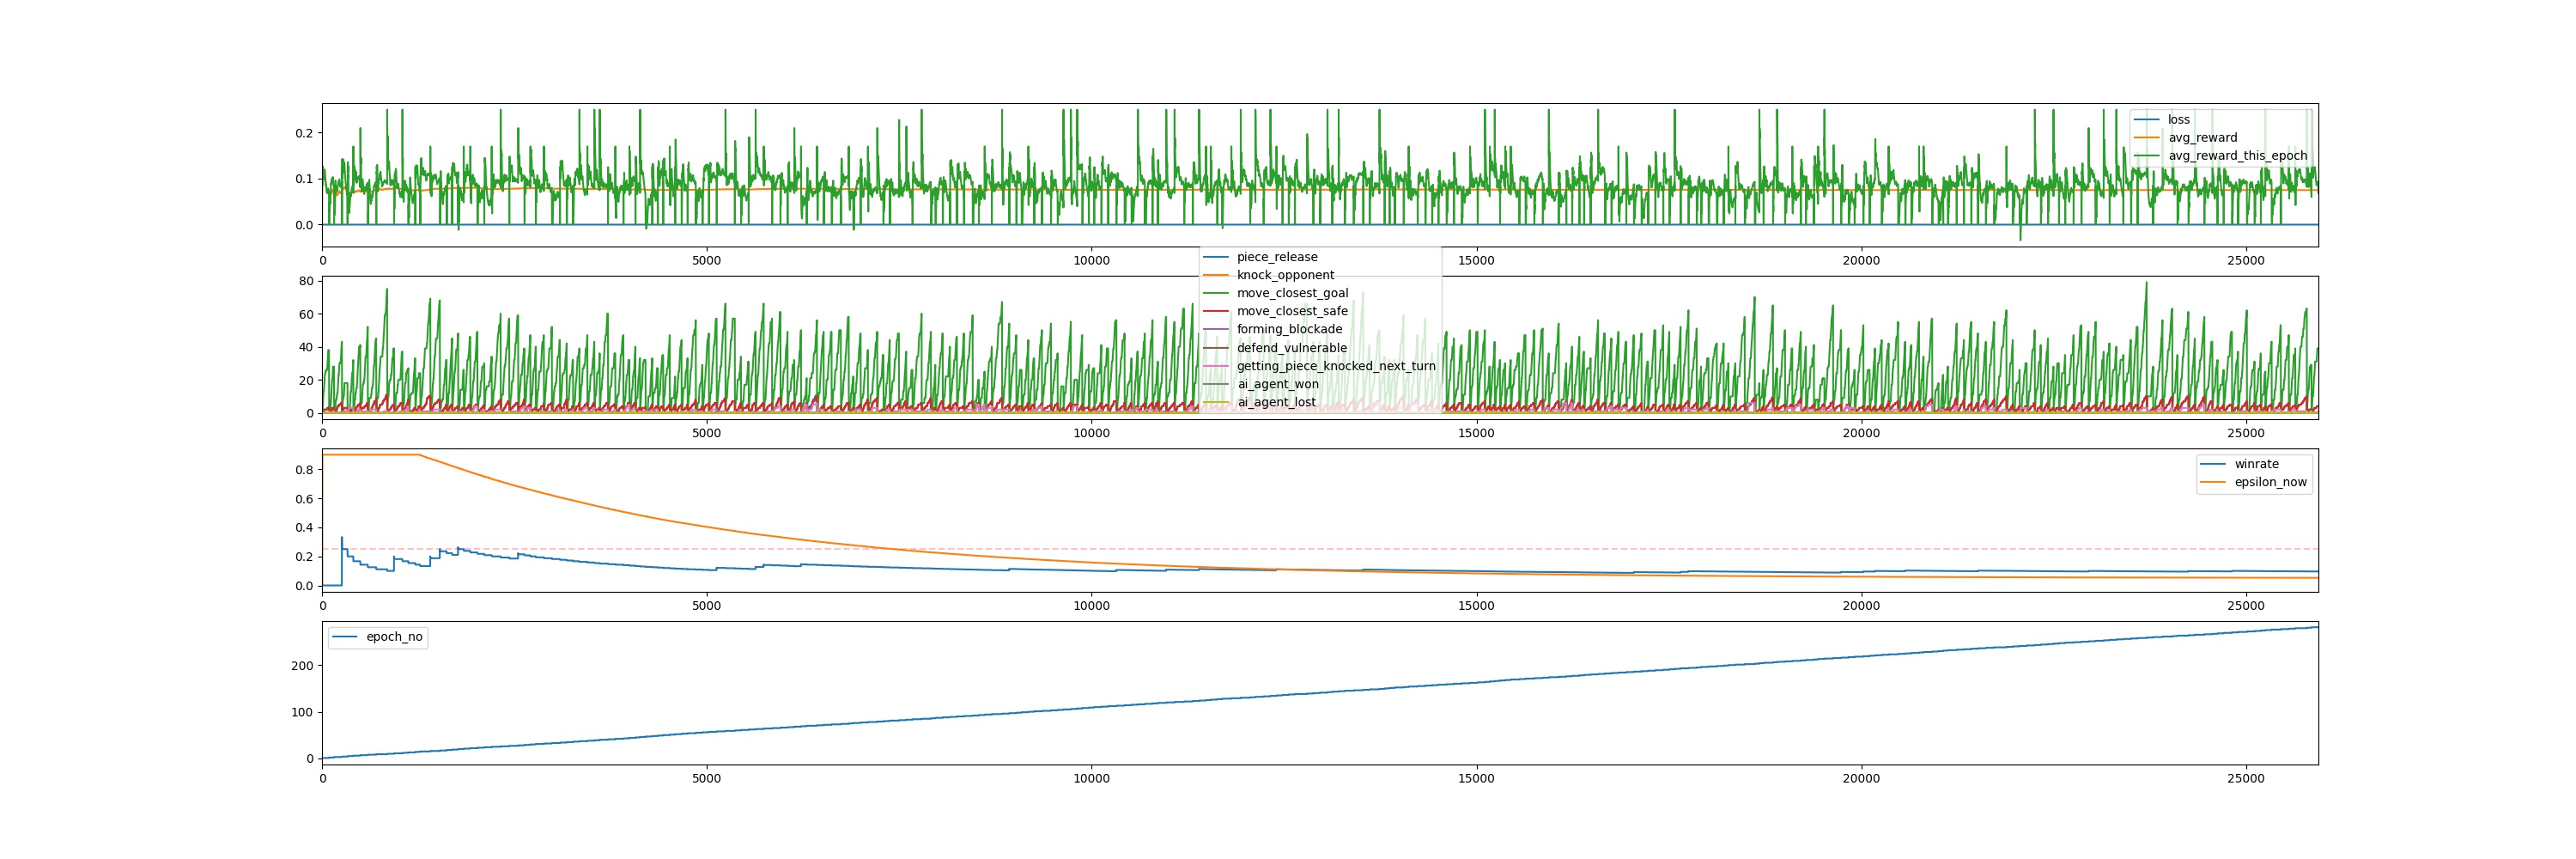 0.2
0.1
0.0
loss
avg_reward
avg_reward_this_epoch
0 5000 10000 15000 20000 25000
80
60
40
20
0
piece_release
knock_opponent
move_closest_goal
move_closest_safe
forming_blockade
defend_vulnerable
getting_piece_knocked_next_turn
ai_agent_won
ai_agent_lost
0 5000 10000 15000 20000 25000
0.8
0.6
0.4
0.2
0.0
winrate
epsilon_now
0 5000 10000 15000 20000 25000
epoch_no
200
100
0
0 5000 10000 15000 20000 25000